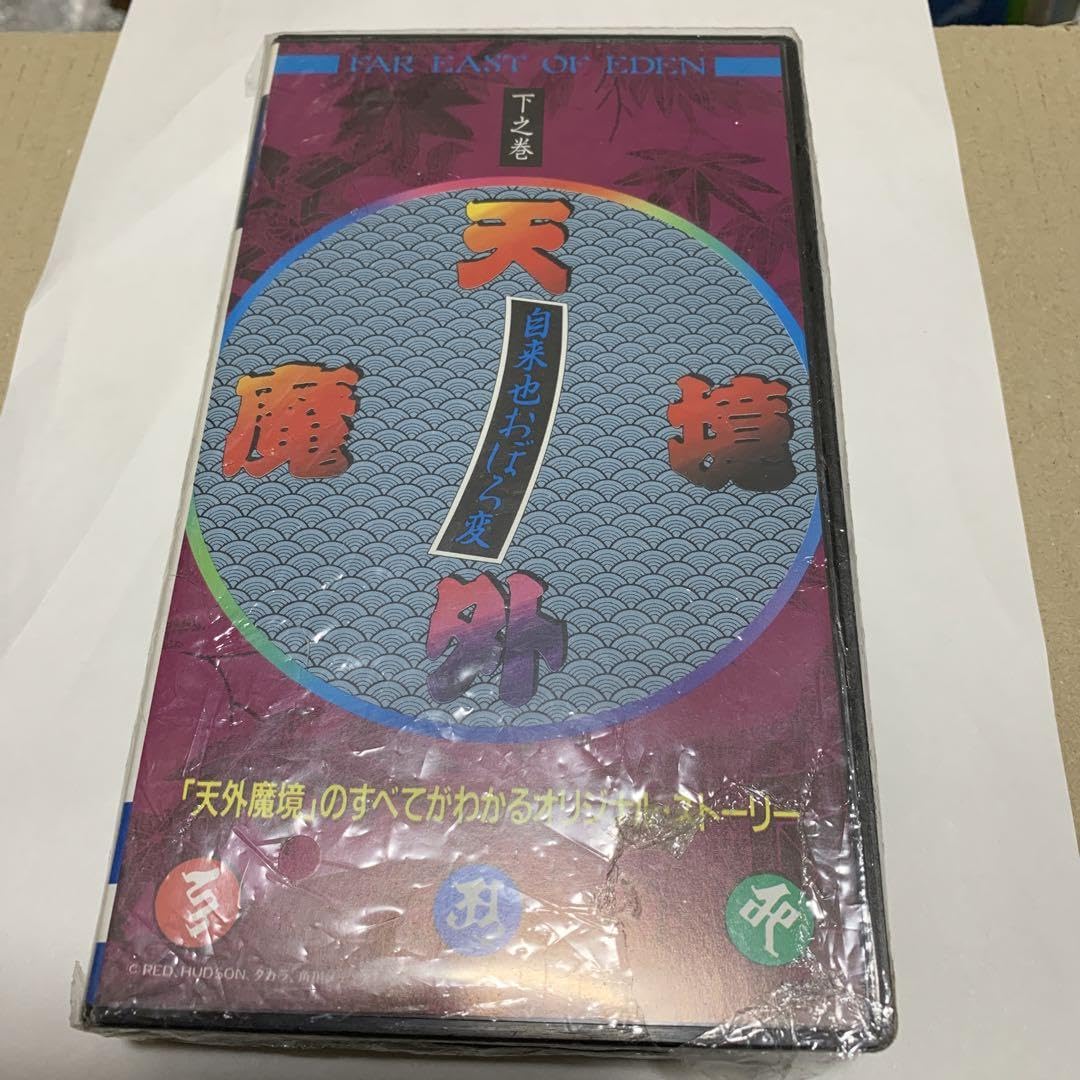 FAR EAST OF EDEN
下之巻
天
外
魔
境
自来也おぼろ変
「天外魔境」のすべてがわかるオリジナル・ストーリー
© RED, HUDSON, タカラ,